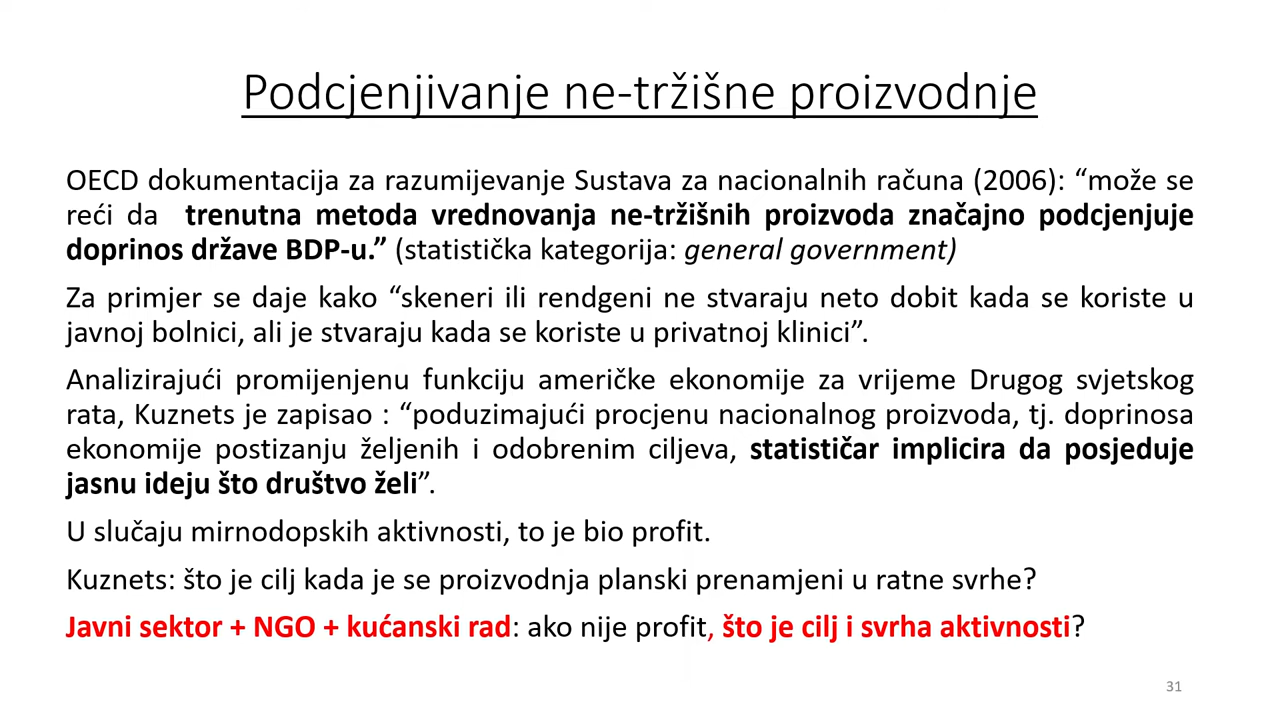 Podcjenjivanje ne-tržišne proizvodnje
OECD dokumentacija za razumijevanje Sustava za nacionalnih računa (2006): “može se
reći da trenutna metoda vrednovanja ne-tržišnih proizvoda značajno podcjenjuje
doprinos države BDP-u.” (statistička kategorija: general government)
Za primjer se daje kako “skeneri ili rendgeni ne stvaraju neto dobit kada se koriste u
javnoj bolnici, ali je stvaraju kada se koriste u privatnoj klinici”.
Analizirajući promijenjenu funkciju američke ekonomije za vrijeme Drugog svjetskog
rata, Kuznets je zapisao : “poduzimajući procjenu nacionalnog proizvoda, tj. doprinosa
ekonomije postizanju željenih i odobrenim ciljeva, statističar implicira da posjeduje
jasnu ideju što društvo želi”.
U slučaju mirnodopskih aktivnosti, to je bio profit.
Kuznets: što je cilj kada je se proizvodnja planski prenamjeni u ratne svrhe?
Javni sektor + NGO + kućanski rad: ako nije profit, što je cilj i svrha aktivnosti?
31